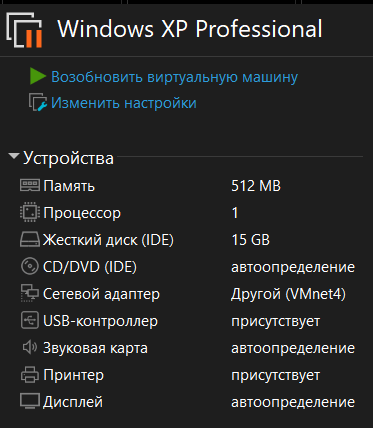 Windows XP Professional
Возобновить виртуальную машину
Изменить настройки
Устройства
Память 512 MB
Процессор 1
Жесткий диск (IDE) 15 GB
CD/DVD (IDE) автоопределение
Сетевой адаптер Другой (VMnet4)
USB-контроллер присутствует
Звуковая карта автоопределение
Принтер присутствует
Дисплей автоопределение